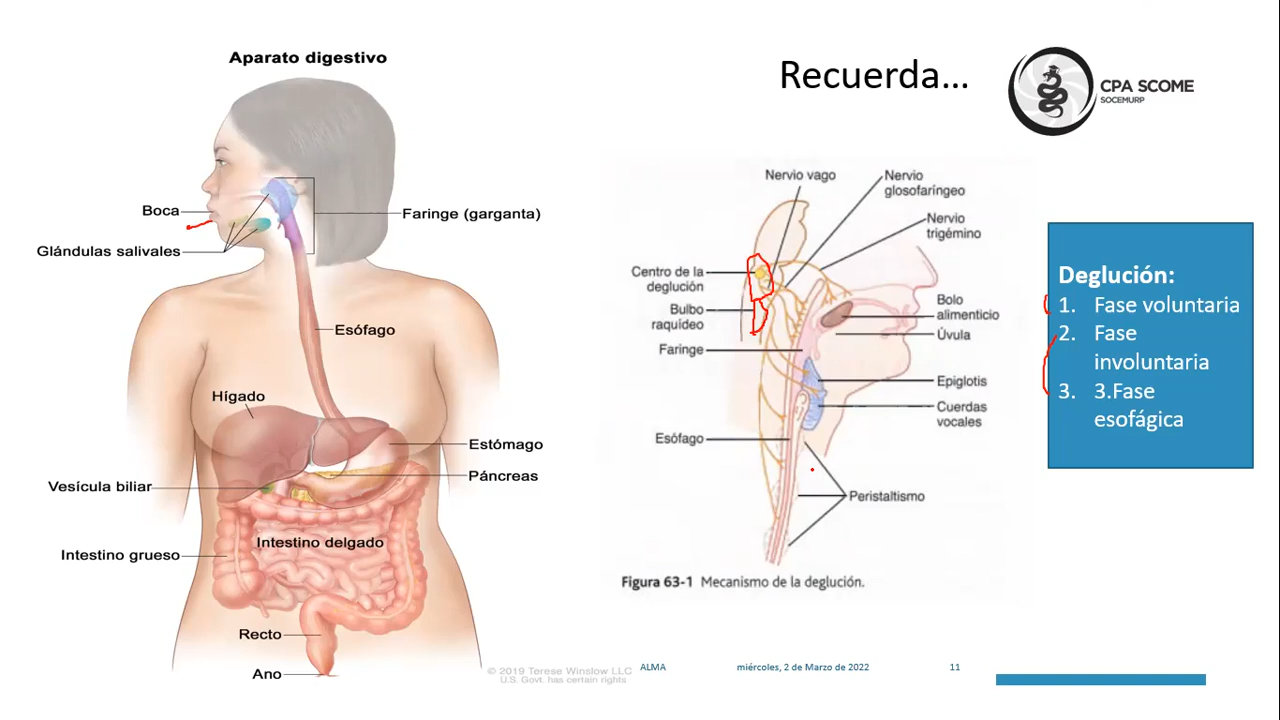 Aparato digestivo
Boca
Glándulas salivales
Faringe (garganta)
Esófago
Hígado
Estómago
Páncreas
Vesícula biliar
Intestino delgado
Intestino grueso
Recto
Ano
© 2019 Terese Winslow LLC
U.S. Govt. has certain rights
Recuerda...
CPA SCOME
SOCEMURP
Nervio vago
Nervio
glosofaríngeo
Nervio
trigémino
Centro de la
deglución
Bulbo
raquídeo
Faringe
Esófago
Bolo
alimenticio
Úvula
Epiglotis
Cuerdas
vocales
Peristaltismo
Figura 63-1 Mecanismo de la deglución.
Deglución:
1. Fase voluntaria
2. Fase
involuntaria
3. 3.Fase
esofágica
ALMA
miércoles, 2 de Marzo de 2022
11